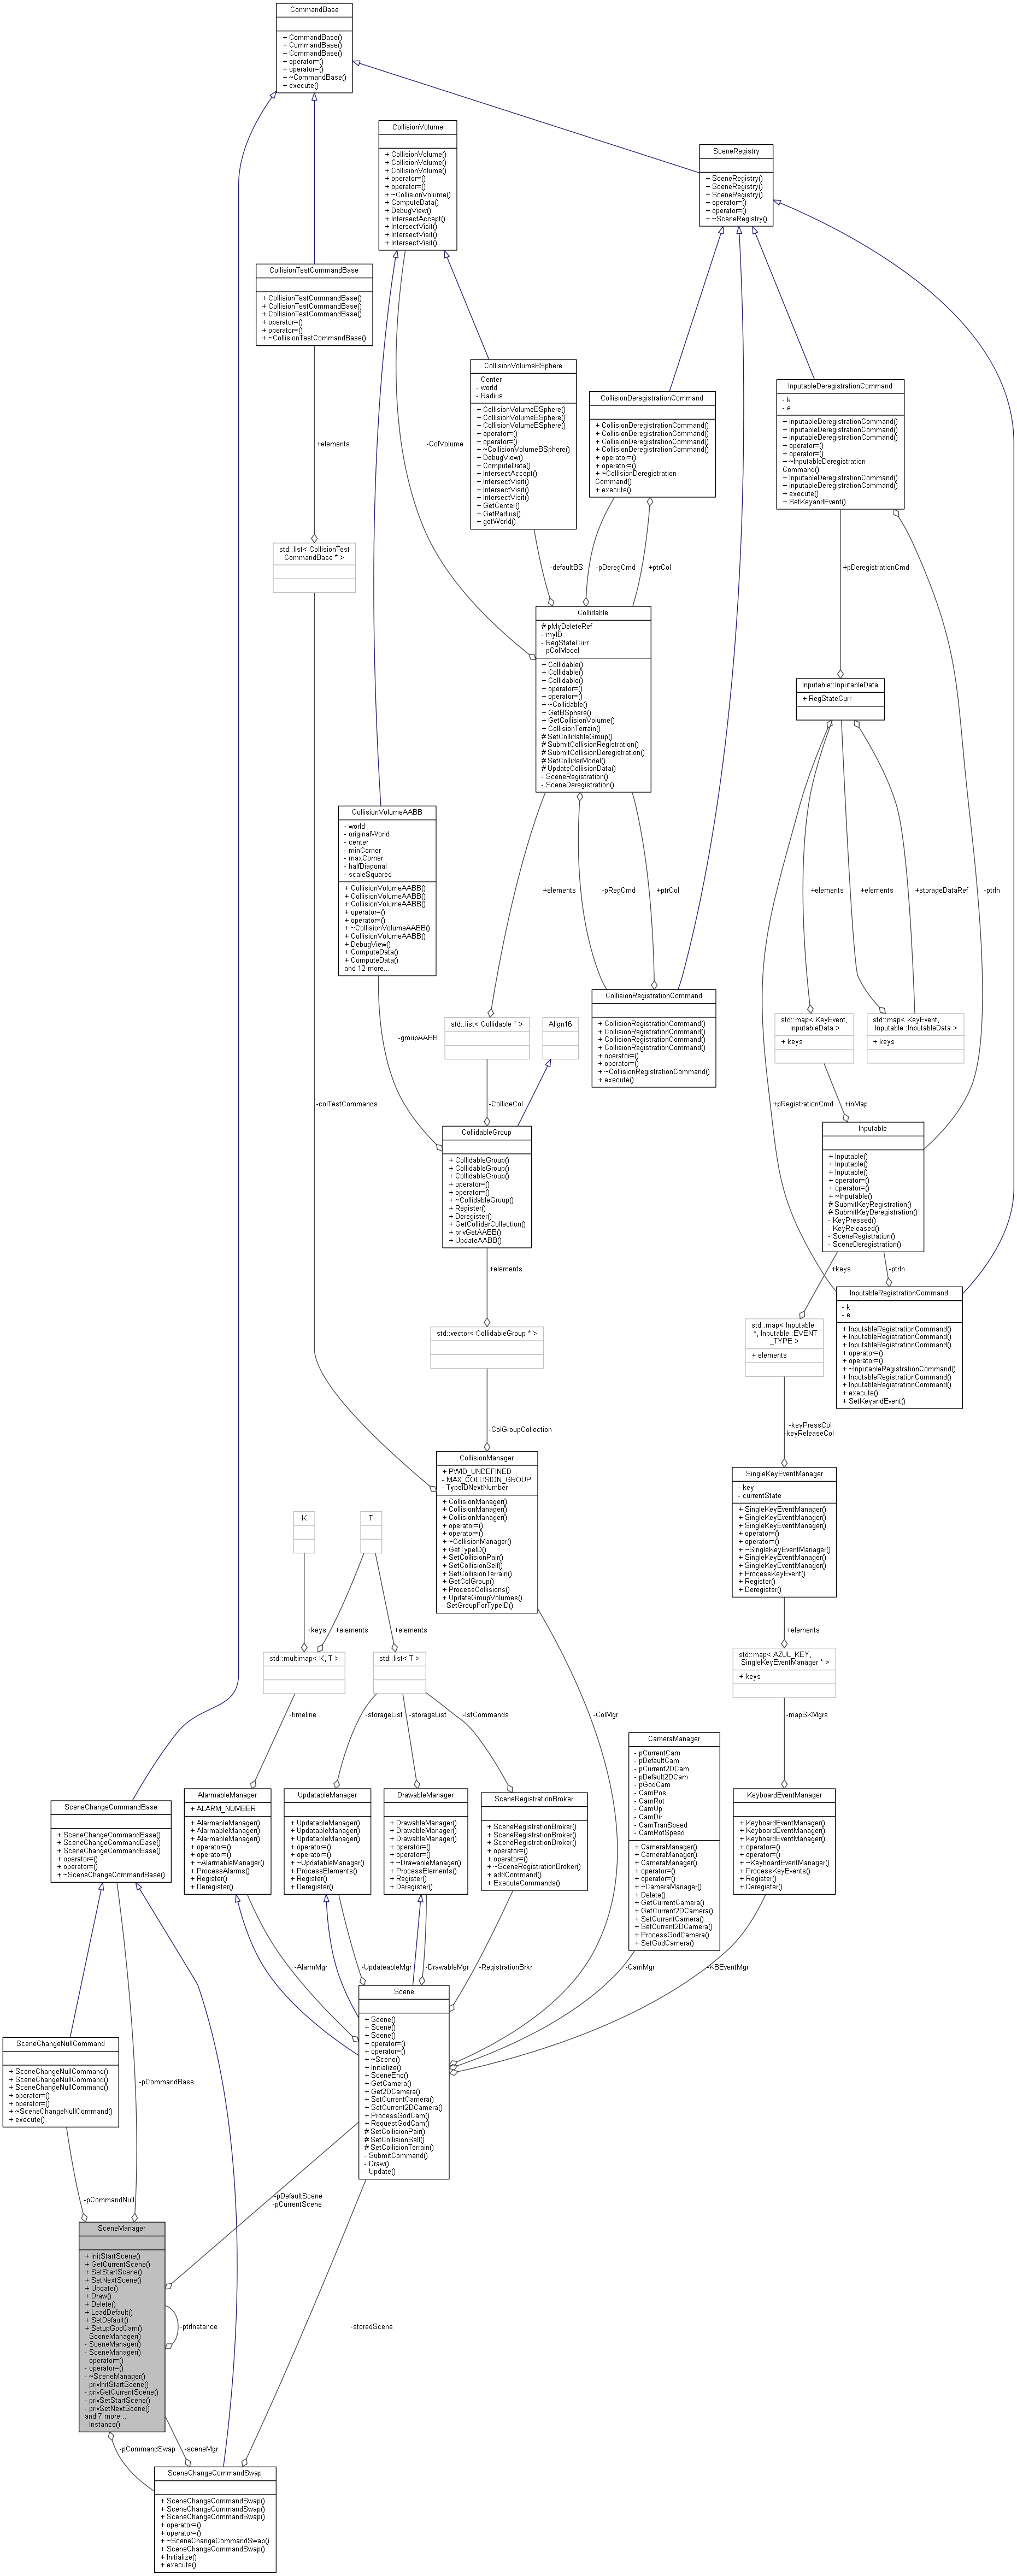 CommandBase
+ CommandBase()
+ CommandBase()
+ CommandBase()
+ operator=()
+ operator=()
+ ~CommandBase()
+ execute()
CollisionVolume
+ CollisionVolume()
+ CollisionVolume()
+ CollisionVolume()
+ operator=()
+ operator=()
+ ~CollisionVolume()
+ ComputeData()
+ DebugView()
+ IntersectAccept()
+ IntersectVisit()
+ IntersectVisit()
+ IntersectVisit()
SceneRegistry
+ SceneRegistry()
+ SceneRegistry()
+ SceneRegistry()
+ operator=()
+ operator=()
+ ~SceneRegistry()
CollisionTestCommandBase
+ CollisionTestCommandBase()
+ CollisionTestCommandBase()
+ CollisionTestCommandBase()
+ operator=()
+ operator=()
+ ~CollisionTestCommandBase()
CollisionVolumeBSphere
- Center
- world
- Radius
+ CollisionVolumeBSphere()
+ CollisionVolumeBSphere()
+ CollisionVolumeBSphere()
+ operator=()
+ operator=()
+ ~CollisionVolumeBSphere()
+ DebugView()
+ ComputeData()
+ IntersectAccept()
+ IntersectVisit()
+ IntersectVisit()
+ IntersectVisit()
+ GetCenter()
+ GetRadius()
+ getWorld()
CollisionDeregistrationCommand
+ CollisionDeregistrationCommand()
+ CollisionDeregistrationCommand()
+ CollisionDeregistrationCommand()
+ CollisionDeregistrationCommand()
+ operator=()
+ operator=()
+ ~CollisionDeregistration
Command()
+ execute()
InputableDeregistrationCommand
- k
- e
+ InputableDeregistrationCommand()
+ InputableDeregistrationCommand()
+ InputableDeregistrationCommand()
+ operator=()
+ operator=()
+ ~InputableDeregistration
Command()
+ InputableDeregistrationCommand()
+ InputableDeregistrationCommand()
+ execute()
+ SetKeyandEvent()
+elements
-ColVolume
std::list< CollisionTest
CommandBase * >
-defaultBS
-pDeregCmd
+ptrCol
+pDeregistrationCmd
Collidable
# pMyDeleteRef
- myID
- RegStateCurr
- pColModel
+ Collidable()
+ Collidable()
+ Collidable()
+ operator=()
+ operator=()
+ ~Collidable()
+ GetBSphere()
+ GetCollisionVolume()
+ CollisionTerrain()
# SetCollidableGroup()
# SubmitCollisionRegistration()
# SubmitCollisionDeregistration()
# SetColliderModel()
# UpdateCollisionData()
- SceneRegistration()
- SceneDeregistration()
Inputable::InputableData
+ RegStateCurr
CollisionVolumeAABB
- world
- originalWorld
- center
- minCorner
- maxCorner
- halfDiagonal
- scaleSquared
+ CollisionVolumeAABB()
+ CollisionVolumeAABB()
+ CollisionVolumeAABB()
+ operator=()
+ operator=()
+ ~CollisionVolumeAABB()
+ CollisionVolumeAABB()
+ DebugView()
+ ComputeData()
+ ComputeData()
and 12 more...
+elements
-pRegCmd
+ptrCol
+elements
+elements
+storageDataRef
-ptrIn
CollisionRegistrationCommand
+ CollisionRegistrationCommand()
+ CollisionRegistrationCommand()
+ CollisionRegistrationCommand()
+ CollisionRegistrationCommand()
+ operator=()
+ operator=()
+ ~CollisionRegistrationCommand()
+ execute()
std::list< Collidable * >
Align16
std::map< KeyEvent,
InputableData >
+ keys
std::map< KeyEvent,
Inputable::InputableData >
+ keys
-groupAABB
-colTestCommands
-CollideCol
+pRegistrationCmd
+inMap
CollidableGroup
+ CollidableGroup()
+ CollidableGroup()
+ CollidableGroup()
+ operator=()
+ operator=()
+ ~CollidableGroup()
+ Register()
+ Deregister()
+ GetColliderCollection()
+ privGetAABB()
+ UpdateAABB()
Inputable
+ Inputable()
+ Inputable()
+ Inputable()
+ operator=()
+ operator=()
+ ~Inputable()
# SubmitKeyRegistration()
# SubmitKeyDeregistration()
- KeyPressed()
- KeyReleased()
- SceneRegistration()
- SceneDeregistration()
+elements
+keys
-ptrIn
InputableRegistrationCommand
- k
- e
+ InputableRegistrationCommand()
+ InputableRegistrationCommand()
+ InputableRegistrationCommand()
+ operator=()
+ operator=()
+ ~InputableRegistrationCommand()
+ InputableRegistrationCommand()
+ InputableRegistrationCommand()
+ execute()
+ SetKeyandEvent()
std::vector< CollidableGroup * >
std::map< Inputable
*, Inputable::EVENT
_TYPE >
+ elements
-ColGroupCollection
-keyPressCol
-keyReleaseCol
CollisionManager
+ PWID_UNDEFINED
- MAX_COLLISION_GROUP
- TypeIDNextNumber
+ CollisionManager()
+ CollisionManager()
+ CollisionManager()
+ operator=()
+ operator=()
+ ~CollisionManager()
+ GetTypeID()
+ SetCollisionPair()
+ SetCollisionSelf()
+ SetCollisionTerrain()
+ GetColGroup()
+ ProcessCollisions()
+ UpdateGroupVolumes()
- SetGroupForTypeID()
SingleKeyEventManager
- key
- currentState
+ SingleKeyEventManager()
+ SingleKeyEventManager()
+ SingleKeyEventManager()
+ operator=()
+ operator=()
+ ~SingleKeyEventManager()
+ SingleKeyEventManager()
+ SingleKeyEventManager()
+ ProcessKeyEvent()
+ Register()
+ Deregister()
K
T
+keys
+elements
+elements
+elements
std::multimap< K, T >
std::list< T >
std::map< AZUL_KEY,
SingleKeyEventManager * >
+ keys
-timeline
-storageList
-storageList
-lstCommands
-ColMgr
-mapSKMgrs
CameraManager
- pCurrentCam
- pDefaultCam
- pCurrent2DCam
- pDefault2DCam
- pGodCam
- CamPos
- CamRot
- CamUp
- CamDir
- CamTranSpeed
- CamRotSpeed
+ CameraManager()
+ CameraManager()
+ CameraManager()
+ operator=()
+ operator=()
+ ~CameraManager()
+ Delete()
+ GetCurrentCamera()
+ GetCurrent2DCamera()
+ SetCurrentCamera()
+ SetCurrent2DCamera()
+ ProcessGodCamera()
+ SetGodCamera()
SceneChangeCommandBase
+ SceneChangeCommandBase()
+ SceneChangeCommandBase()
+ SceneChangeCommandBase()
+ operator=()
+ operator=()
+ ~SceneChangeCommandBase()
AlarmableManager
+ ALARM_NUMBER
+ AlarmableManager()
+ AlarmableManager()
+ AlarmableManager()
+ operator=()
+ operator=()
+ ~AlarmableManager()
+ ProcessAlarms()
+ Register()
+ Deregister()
UpdatableManager
+ UpdatableManager()
+ UpdatableManager()
+ UpdatableManager()
+ operator=()
+ operator=()
+ ~UpdatableManager()
+ ProcessElements()
+ Register()
+ Deregister()
DrawableManager
+ DrawableManager()
+ DrawableManager()
+ DrawableManager()
+ operator=()
+ operator=()
+ ~DrawableManager()
+ ProcessElements()
+ Register()
+ Deregister()
SceneRegistrationBroker
+ SceneRegistrationBroker()
+ SceneRegistrationBroker()
+ SceneRegistrationBroker()
+ operator=()
+ operator=()
+ ~SceneRegistrationBroker()
+ addCommand()
+ ExecuteCommands()
KeyboardEventManager
+ KeyboardEventManager()
+ KeyboardEventManager()
+ KeyboardEventManager()
+ operator=()
+ operator=()
+ ~KeyboardEventManager()
+ ProcessKeyEvents()
+ Register()
+ Deregister()
-AlarmMgr
-UpdateableMgr
-DrawableMgr
-RegistrationBrkr
-CamMgr
-KBEventMgr
Scene
+ Scene()
+ Scene()
+ Scene()
+ operator=()
+ operator=()
+ ~Scene()
+ Initialize()
+ SceneEnd()
+ GetCamera()
+ Get2DCamera()
+ SetCurrentCamera()
+ SetCurrent2DCamera()
+ ProcessGodCam()
+ RequestGodCam()
# SetCollisionPair()
# SetCollisionSelf()
# SetCollisionTerrain()
- SubmitCommand()
- Draw()
- Update()
SceneChangeNullCommand
+ SceneChangeNullCommand()
+ SceneChangeNullCommand()
+ SceneChangeNullCommand()
+ operator=()
+ operator=()
+ ~SceneChangeNullCommand()
+ execute()
-pCommandBase
-pCommandNull
-pDefaultScene
-pCurrentScene
SceneManager
+ InitStartScene()
+ GetCurrentScene()
+ SetStartScene()
+ SetNextScene()
+ Update()
+ Draw()
+ Delete()
+ LoadDefault()
+ SetDefault()
+ SetupGodCam()
- SceneManager()
- SceneManager()
- SceneManager()
- operator=()
- operator=()
- ~SceneManager()
- privInitStartScene()
- privGetCurrentScene()
- privSetStartScene()
- privSetNextScene()
and 7 more...
- Instance()
-ptrInstance
-storedScene
-pCommandSwap
-sceneMgr
SceneChangeCommandSwap
+ SceneChangeCommandSwap()
+ SceneChangeCommandSwap()
+ SceneChangeCommandSwap()
+ operator=()
+ operator=()
+ ~SceneChangeCommandSwap()
+ SceneChangeCommandSwap()
+ Initialize()
+ execute()